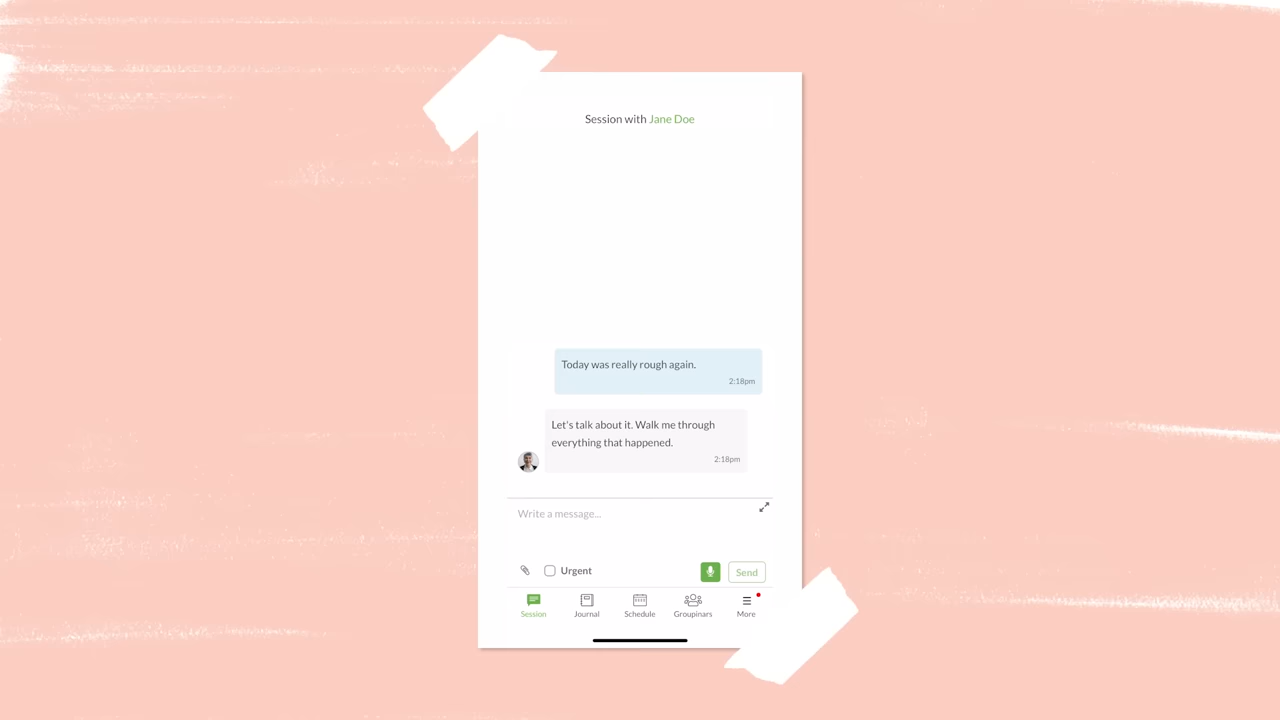 Session with Jane Doe
Today was really rough again.
2:18pm
Let's talk about it. Walk me through
everything that happened.
2:18pm
Write a message...
Urgent
Send
Session
Journal
Schedule
Groupinars
More